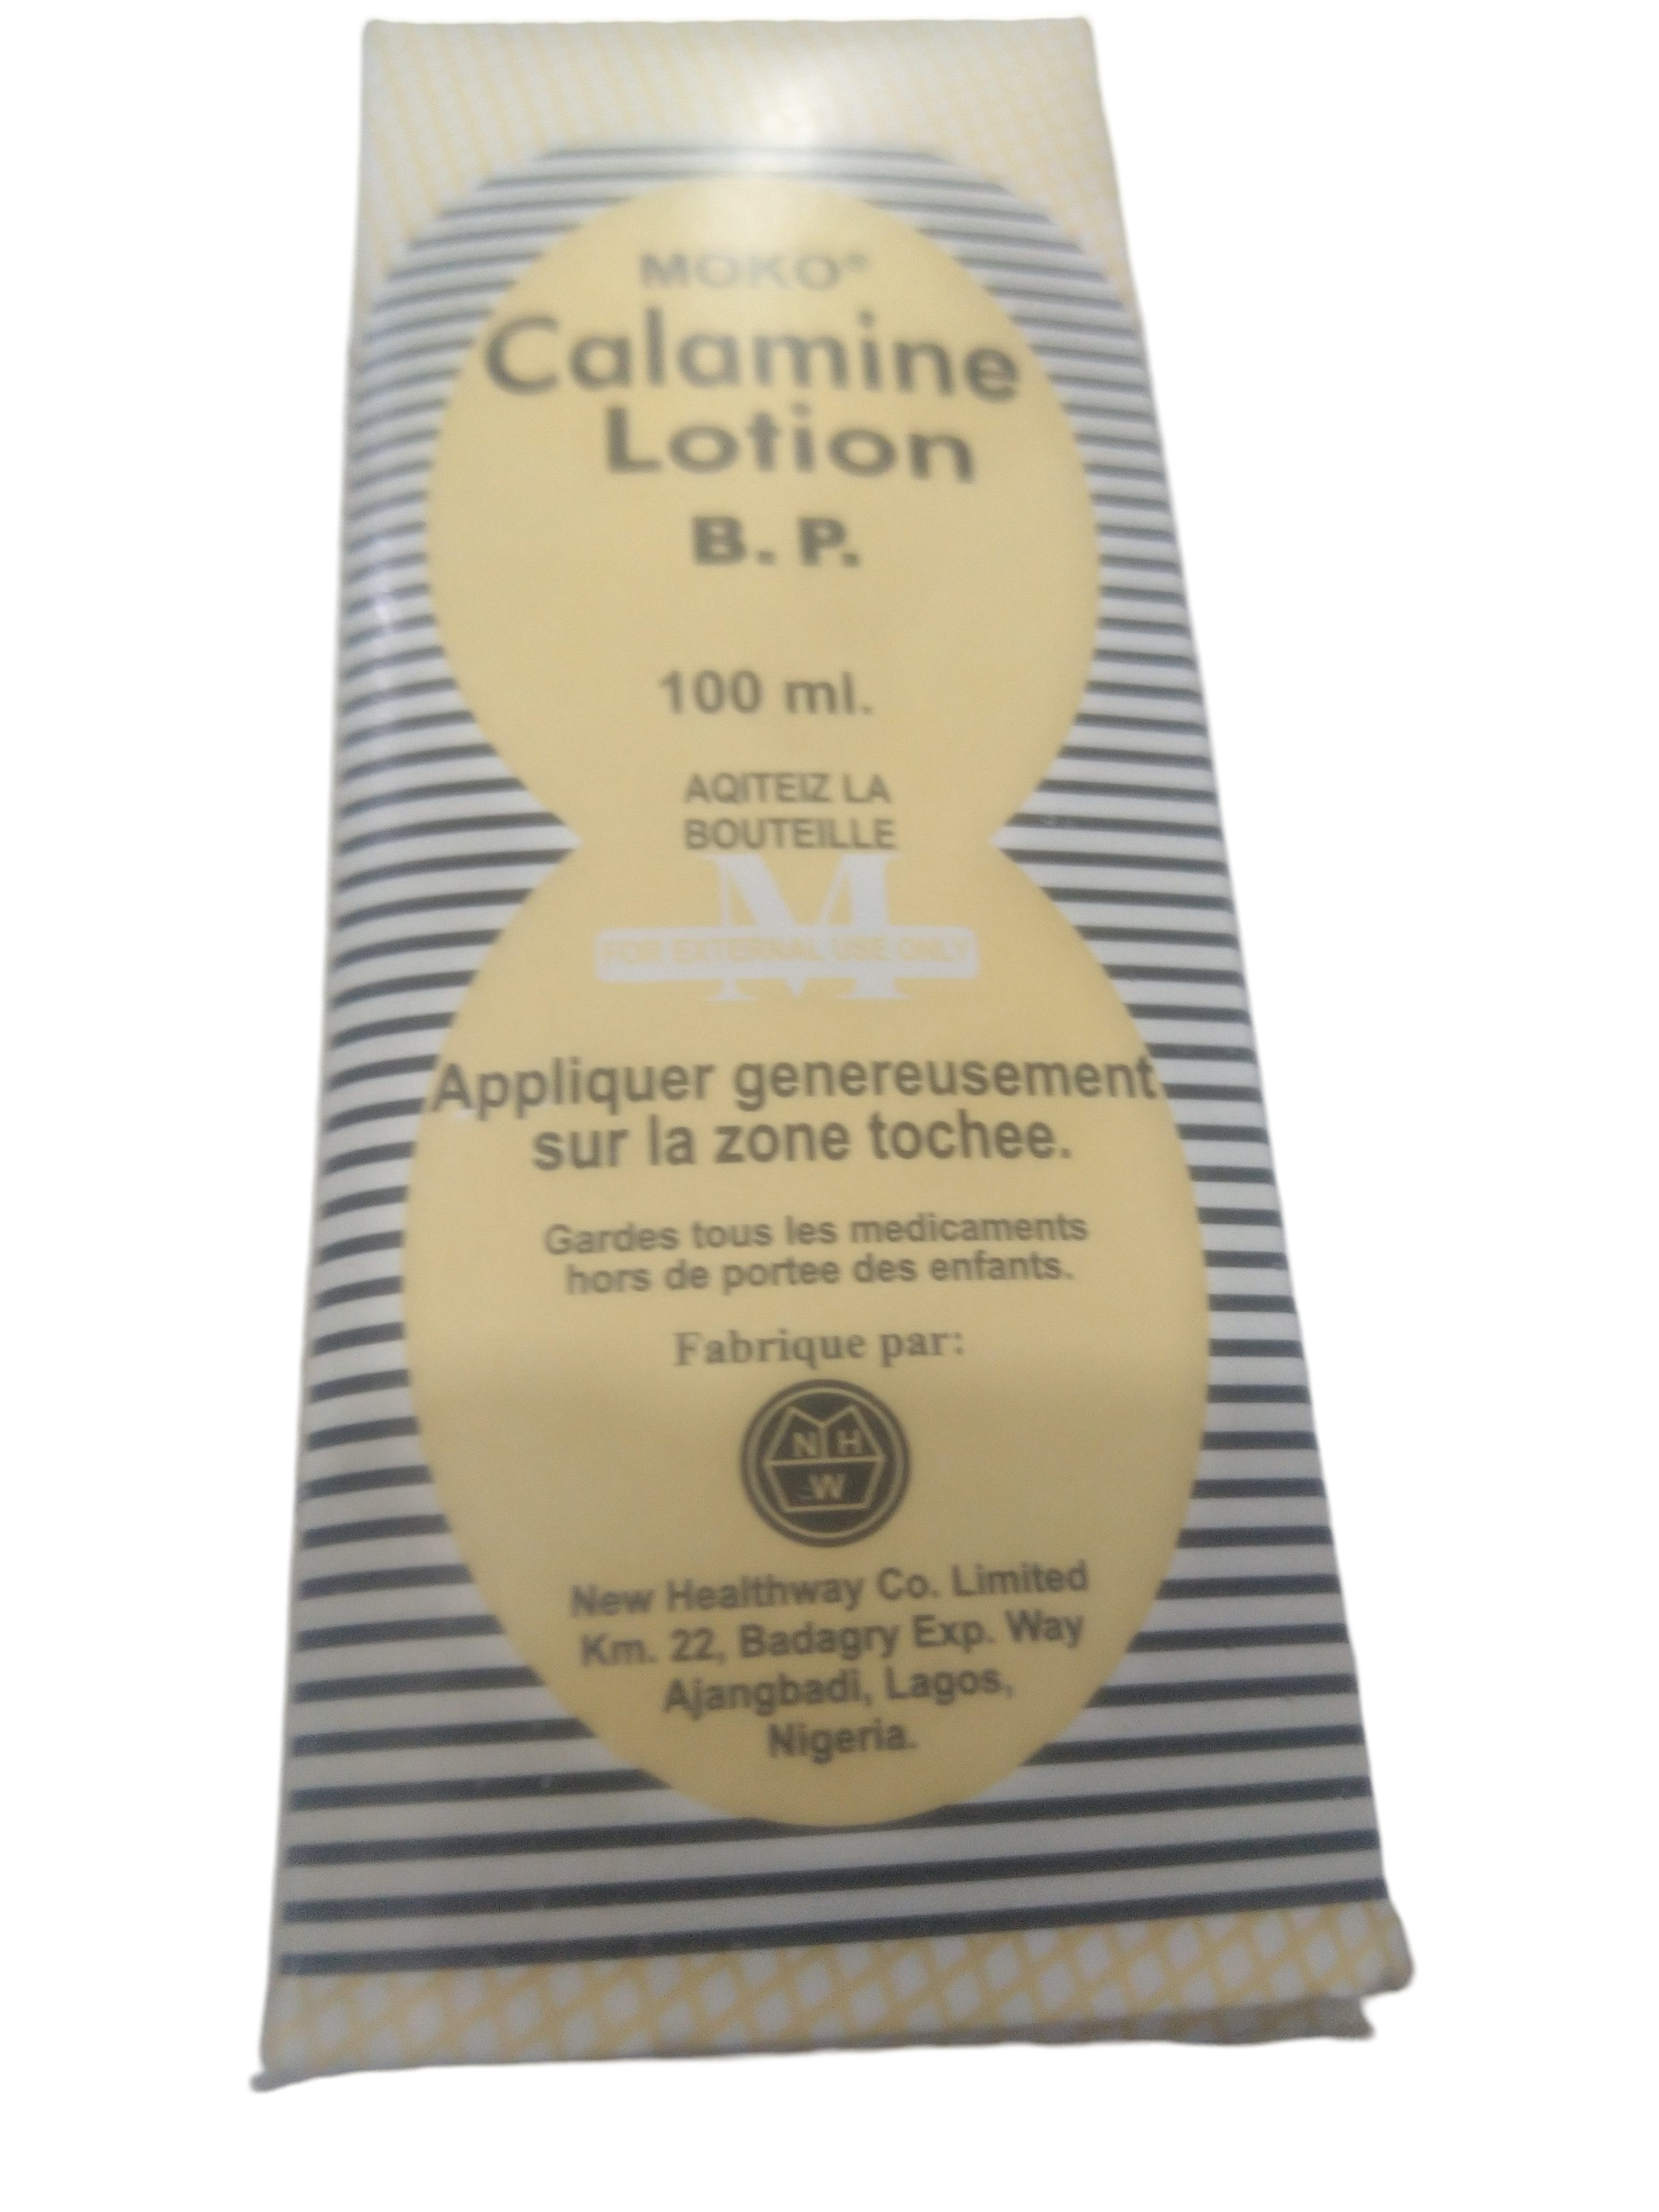 MOKO®
Calamine
Lotion
B. P.
100 ml.
AQITEIZ LA
BOUTEILLE
M
FOR EXTERNAL USE ONLY
Appliquer genereusement
sur la zone tochee.
Gardes tous les medicaments
hors de portee des enfants.
Fabrique par:
N H
W
New Healthway Co. Limited
Km. 22, Badagry Exp. Way
Ajangbadi, Lagos,
Nigeria.